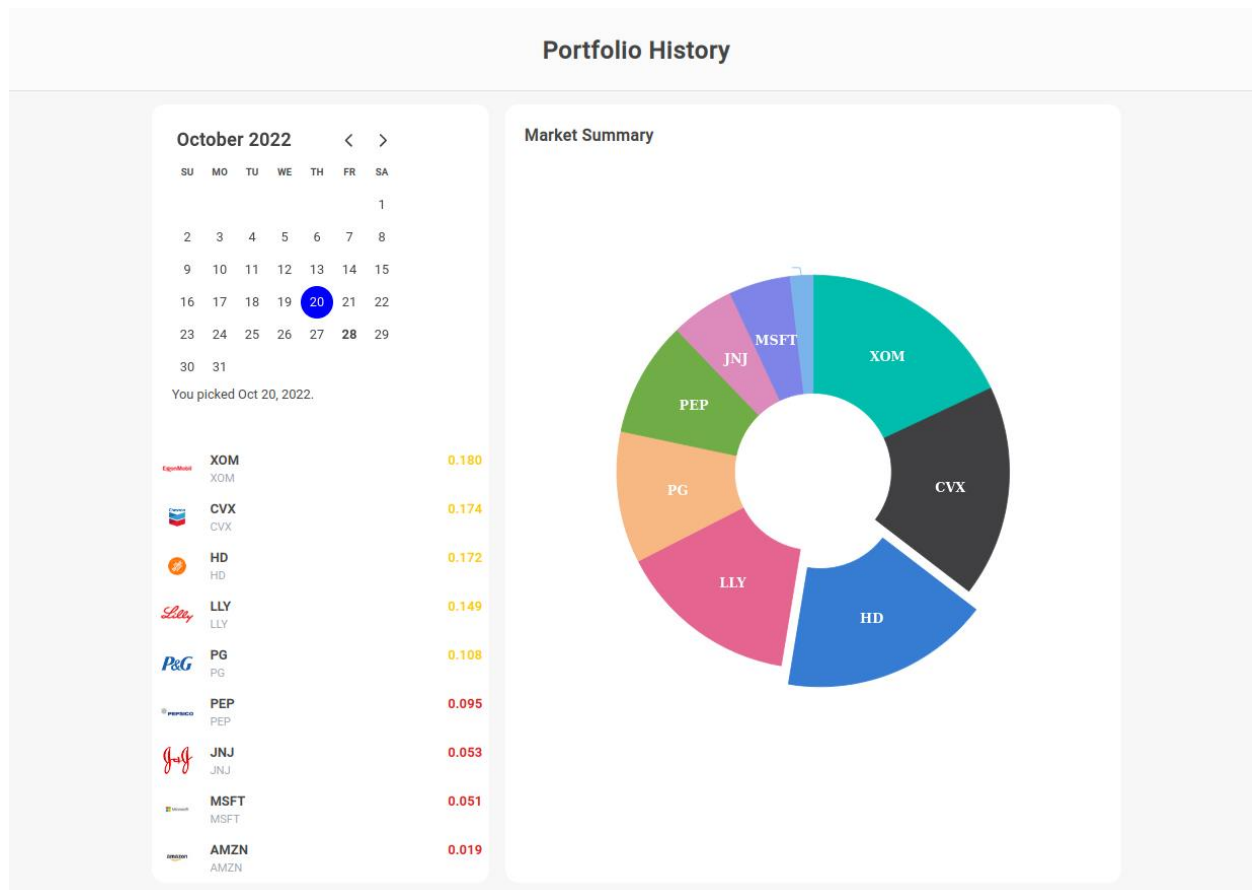 Portfolio History
October 2022
SU MO TU WE TH FR SA
1
2 3 4 5 6 7 8
9 10 11 12 13 14 15
16 17 18 19 20 21 22
23 24 25 26 27 28 29
30 31
You picked Oct 20, 2022.
ExxonMobil XOM 0.180
XOM
CVX 0.174
CVX
HD 0.172
HD
Lilly LLY 0.149
LLY
P&G PG 0.108
PG
PEPSICO PEP 0.095
PEP
J&J JNJ 0.053
JNJ
Microsoft MSFT 0.051
MSFT
amazon AMZN 0.019
AMZN
Market Summary
XOM
CVX
HD
LLY
PG
PEP
JNJ
MSFT